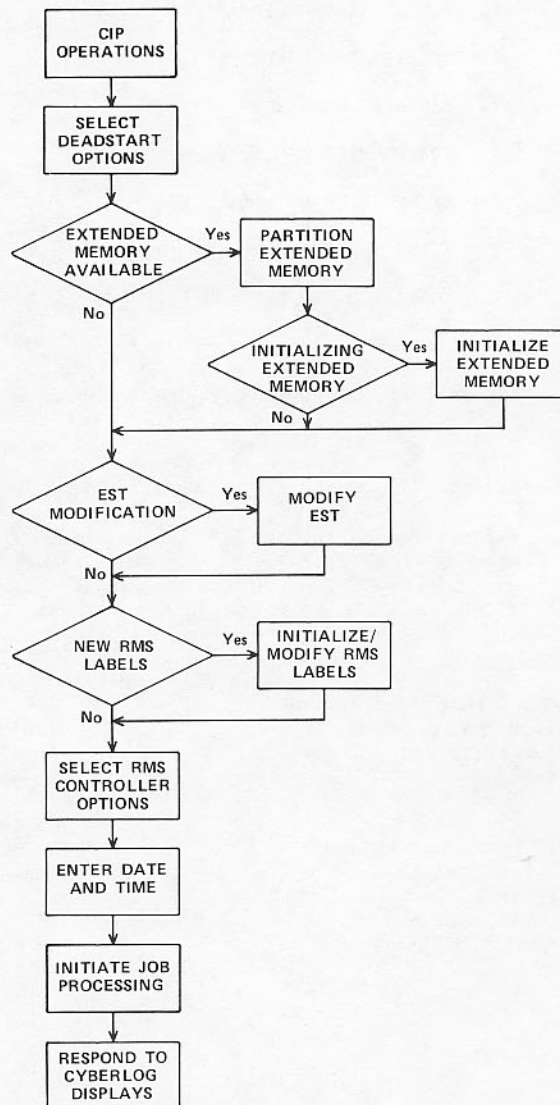 CIP
OPERATIONS
SELECT
DEADSTART
OPTIONS
EXTENDED
MEMORY
AVAILABLE
Yes
PARTITION
EXTENDED
MEMORY
No
INITIALIZING
EXTENDED
MEMORY
Yes
INITIALIZE
EXTENDED
MEMORY
No
EST
MODIFICATION
Yes
MODIFY
EST
No
NEW RMS
LABELS
Yes
INITIALIZE/
MODIFY RMS
LABELS
No
SELECT RMS
CONTROLLER
OPTIONS
ENTER DATE
AND TIME
INITIATE JOB
PROCESSING
RESPOND TO
CYBERLOG
DISPLAYS